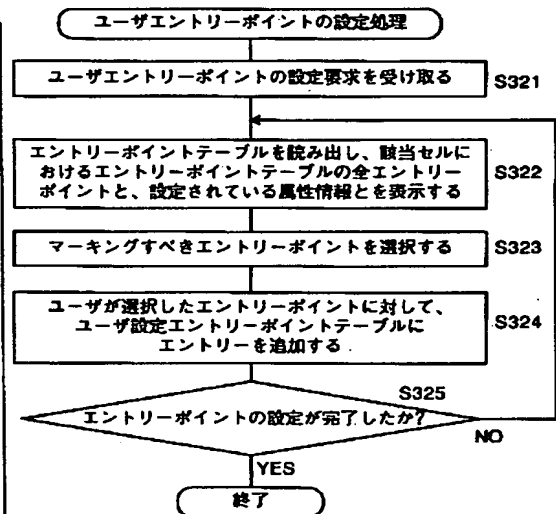 ユーザエントリーポイントの設定処理
ユーザエントリーポイントの設定要求を受け取る
S321
エントリーポイントテーブルを読み出し、該当セルに
おけるエントリーポイントテーブルの全エントリー
ポイントと、設定されている属性情報とを表示する
S322
マーキングすべきエントリーポイントを選択する
S323
ユーザが選択したエントリーポイントに対して、
ユーザ設定エントリーポイントテーブルに
エントリーを追加する
S324
S325
エントリーポイントの設定が完了したか?
NO
YES
終了